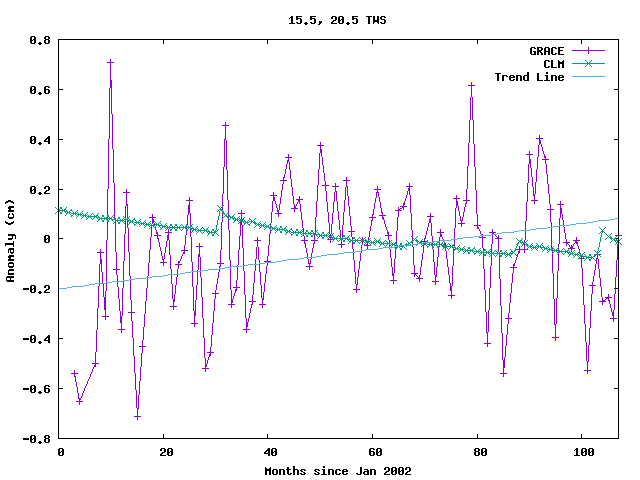 15.5, 20.5 TWS
GRACE
CLM
Trend Line
Anomaly (cm)
0.8
0.6
0.4
0.2
0
-0.2
-0.4
-0.6
-0.8
0 20 40 60 80 100
Months since Jan 2002